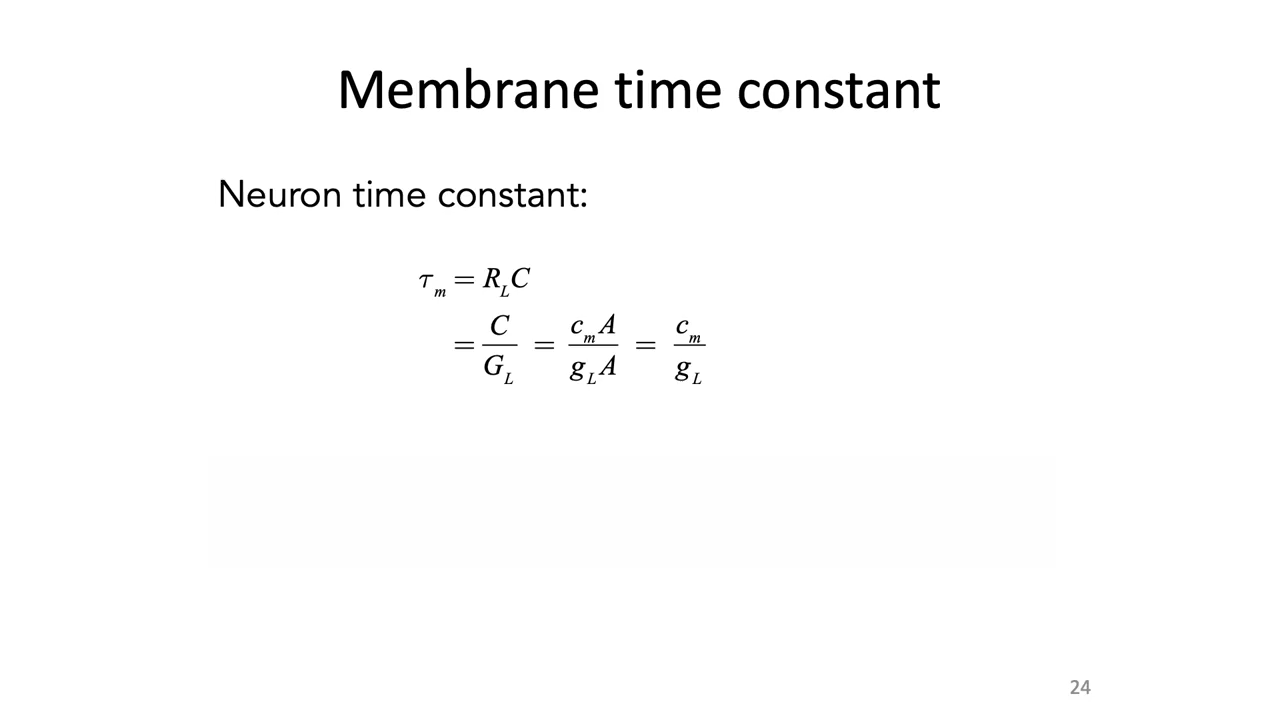 Membrane time constant
Neuron time constant:
τ_m = R_L C
= C / G_L = c_m A / g_L A = c_m / g_L
24